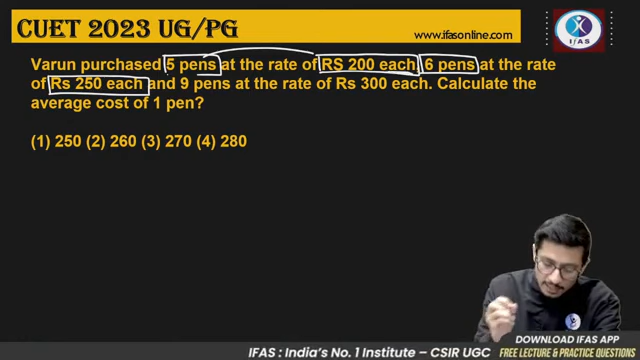 CUET 2023 UG/PG
www.ifasonline.com
IFAS
Varun purchased 5 pens at the rate of RS 200 each, 6 pens at the rate
of Rs 250 each and 9 pens at the rate of Rs 300 each. Calculate the
average cost of 1 pen?
(1) 250 (2) 260 (3) 270 (4) 280
DOWNLOAD IFAS APP
IFAS : India's No. 1 Institute – CSIR UGC
FREE LECTURE & PRACTICE QUESTIONS